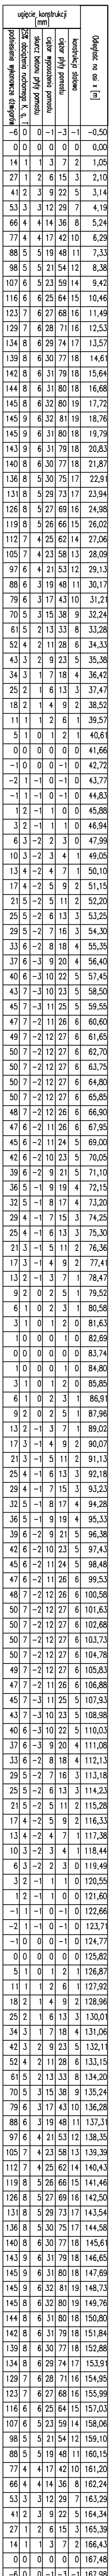 ugięcie konstrukcji
[mm]
podniesienie wykonawcze (dźwigarów)
25% obciążenia ruchomego K, q, t
skurcz betonu płyty pomostu
ciężar wyposażenia pomostu
ciężar płyty pomostu
konstrukcja stalowa
Odległość na osi x [m]
-6 0 0 -1 -3 -1 -0,50
0 0 0 0 0 0 0,00
14 1 1 3 7 2 1,05
27 1 2 6 15 3 2,10
41 2 3 9 22 5 3,14
53 3 3 12 29 7 4,19
66 4 4 14 36 8 5,24
77 4 4 17 42 10 6,29
88 5 5 19 48 11 7,33
98 5 5 21 54 12 8,38
107 6 5 23 59 14 9,42
116 6 6 25 64 15 10,46
123 7 6 27 68 16 11,49
129 7 6 28 71 16 12,53
134 8 6 29 74 17 13,57
139 8 6 30 77 18 14,61
142 8 6 31 79 18 15,64
144 8 6 31 80 18 16,68
145 8 6 32 80 19 17,72
145 9 6 32 81 19 18,76
145 9 6 31 80 18 19,79
143 9 6 31 79 18 20,83
140 8 6 30 77 18 21,87
136 8 5 30 75 17 22,91
131 8 5 29 73 17 23,94
126 8 5 27 69 16 24,98
119 8 5 26 66 15 26,02
112 7 4 25 62 14 27,06
105 7 4 23 58 13 28,09
97 6 4 21 53 12 29,13
88 6 3 19 48 11 30,17
79 6 3 17 43 10 31,21
70 5 3 15 38 9 32,24
61 5 2 13 33 8 33,28
52 4 2 11 28 6 34,33
43 3 2 9 23 5 35,38
34 3 1 7 18 4 36,42
25 2 1 6 13 3 37,47
18 2 1 4 9 2 38,52
11 1 1 2 6 1 39,57
5 1 0 1 2 1 40,61
0 0 0 0 0 0 41,66
-1 0 0 0 -1 0 42,72
-2 1 -1 0 -1 0 43,77
-1 1 -1 0 -1 0 44,83
1 2 -1 0 1 0 45,88
3 2 -1 1 1 0 46,94
6 3 -2 2 3 0 47,99
10 3 -2 3 4 1 49,05
13 4 -2 4 7 1 50,10
17 4 -2 5 9 2 51,15
21 5 -2 5 11 2 52,20
25 5 -2 6 13 3 53,25
29 5 -2 7 16 3 54,30
33 6 -2 8 18 4 55,35
37 6 -3 9 20 4 56,40
40 6 -3 10 22 5 57,45
43 7 -3 10 23 5 58,50
45 7 -3 11 25 5 59,55
47 7 -2 11 26 6 60,60
49 7 -2 12 27 6 61,65
50 7 -2 12 27 6 62,70
50 7 -2 12 27 6 63,75
50 7 -2 12 27 6 64,80
50 7 -2 12 27 6 65,85
48 7 -2 12 26 6 66,90
47 6 -2 11 26 6 67,95
45 6 -2 11 24 5 69,00
42 6 -2 10 23 5 70,05
39 6 -2 9 21 5 71,10
36 5 -1 9 19 4 72,15
32 5 -1 8 17 4 73,20
29 4 -1 7 15 3 74,25
25 4 -1 6 13 3 75,30
21 3 -1 5 11 2 76,36
17 3 -1 4 9 2 77,41
13 2 -1 3 7 1 78,47
9 2 0 2 5 1 79,52
6 1 0 2 3 1 80,58
3 1 0 1 2 0 81,63
1 0 0 0 1 0 82,69
0 0 0 0 0 0 83,74
1 0 0 0 1 0 84,80
3 1 0 1 2 0 85,85
6 1 0 2 3 1 86,91
9 2 0 2 5 1 87,96
13 2 -1 3 7 1 89,02
17 3 -1 4 9 2 90,07
21 3 -1 5 11 2 91,13
25 4 -1 6 13 3 92,18
29 4 -1 7 15 3 93,23
32 5 -1 8 17 4 94,28
36 5 -1 9 19 4 95,33
39 6 -2 9 21 5 96,38
42 6 -2 10 23 5 97,43
45 6 -2 11 24 5 98,48
47 6 -2 11 26 6 99,53
48 7 -2 12 26 6 100,58
50 7 -2 12 27 6 101,63
50 7 -2 12 27 6 102,68
50 7 -2 12 27 6 103,73
50 7 -2 12 27 6 104,78
49 7 -2 12 27 6 105,83
47 7 -2 11 26 6 106,88
45 7 -3 11 25 5 107,93
43 7 -3 10 23 5 108,98
40 6 -3 10 22 5 110,03
37 6 -3 9 20 4 111,08
33 6 -2 8 18 4 112,13
29 5 -2 7 16 3 113,18
25 5 -2 6 13 3 114,23
21 5 -2 5 11 2 115,28
17 4 -2 5 9 2 116,33
13 4 -2 4 7 1 117,38
10 3 -2 3 4 1 118,44
6 3 -2 2 3 0 119,49
3 2 -1 1 1 0 120,55
1 2 -1 0 1 0 121,60
-1 1 -1 0 -1 0 122,66
-2 1 -1 0 -1 0 123,71
-1 0 0 0 -1 0 124,77
0 0 0 0 0 0 125,82
5 1 0 1 2 1 126,87
11 1 1 2 6 1 127,92
18 2 1 4 9 2 128,96
25 2 1 6 13 3 130,01
34 3 1 7 18 4 131,06
42 3 2 9 23 5 132,11
52 4 2 11 28 6 133,15
61 5 2 13 33 8 134,20
70 5 3 15 38 9 135,24
79 6 3 17 43 10 136,28
88 6 3 19 48 11 137,31
97 6 4 21 53 12 138,35
105 7 4 23 58 13 139,39
112 7 4 25 62 14 140,43
119 8 5 26 66 15 141,46
126 8 5 27 69 16 142,50
131 8 5 29 73 17 143,54
136 8 5 30 75 17 144,58
140 8 6 30 77 18 145,61
143 9 6 31 79 18 146,65
145 9 6 31 80 18 147,69
145 9 6 32 81 19 148,73
145 8 6 32 80 19 149,76
144 8 6 31 80 18 150,80
142 8 6 31 79 18 151,84
139 8 6 30 77 18 152,88
134 8 6 29 74 17 153,91
129 7 6 28 71 16 154,95
123 7 6 27 68 16 155,99
116 6 6 25 64 15 157,03
107 6 5 23 59 14 158,06
98 5 5 21 54 12 159,10
88 5 5 19 48 11 160,15
77 4 4 17 42 10 161,20
66 4 4 14 36 8 162,24
53 3 3 12 29 7 163,29
41 2 3 9 22 5 164,34
27 1 2 6 15 3 165,39
14 1 1 3 7 2 166,43
0 0 0 0 0 0 167,48
-6 0 0 -1 -3 -1 167,98